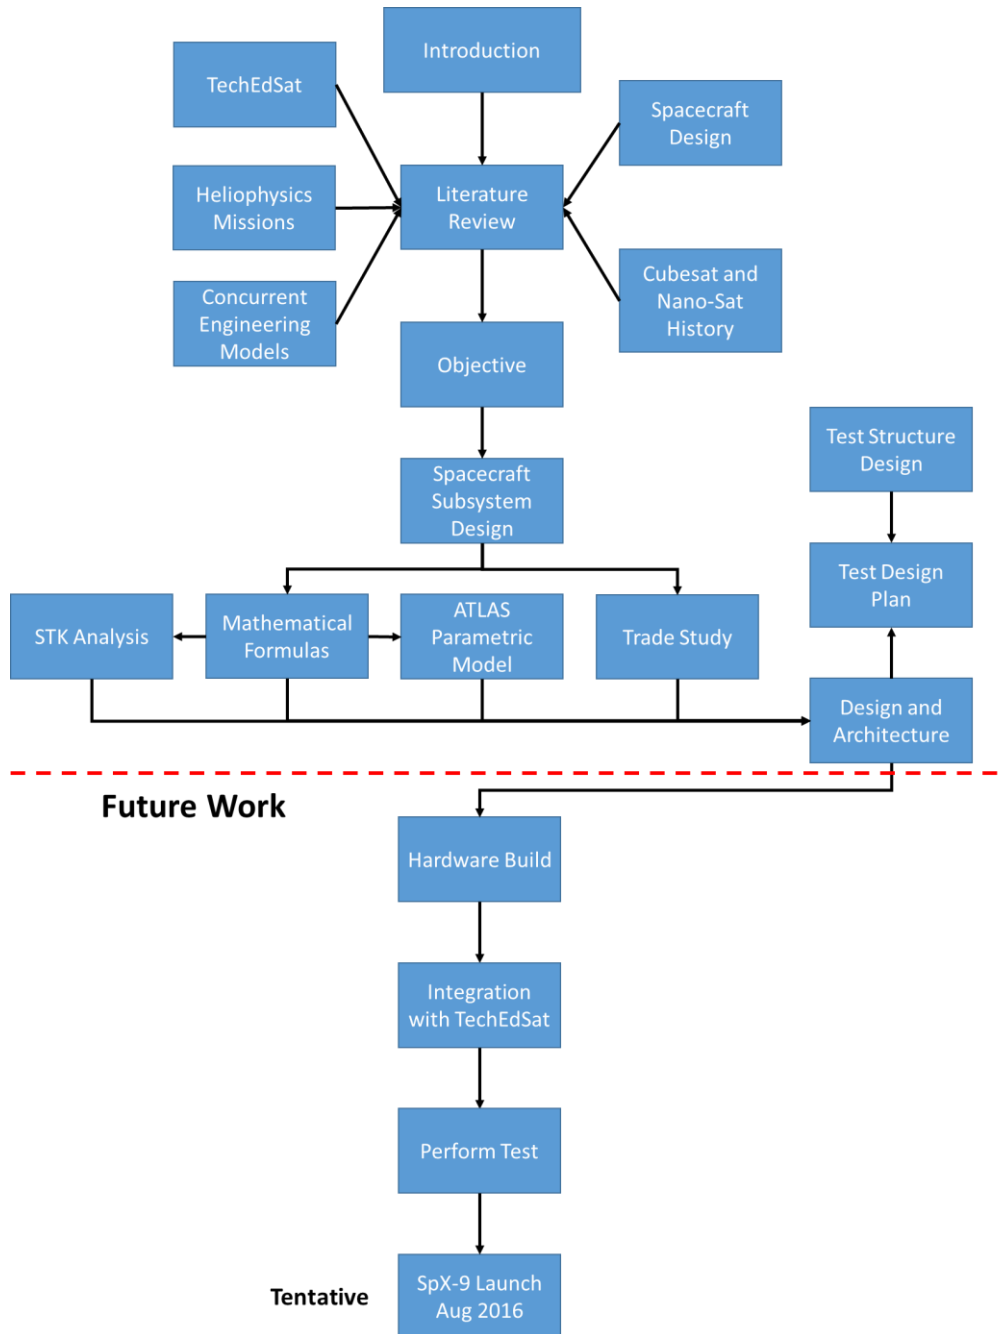 Introduction
TechEdSat
Spacecraft
Design
Heliophysics
Missions
Literature
Review
Concurrent
Engineering
Models
Cubesat and
Nano-Sat
History
Objective
Test Structure
Design
Spacecraft
Subsystem
Design
Test Design
Plan
STK Analysis
Mathematical
Formulas
ATLAS
Parametric
Model
Trade Study
Design and
Architecture
Future Work
Hardware Build
Integration
with TechEdSat
Perform Test
Tentative
SpX-9 Launch
Aug 2016